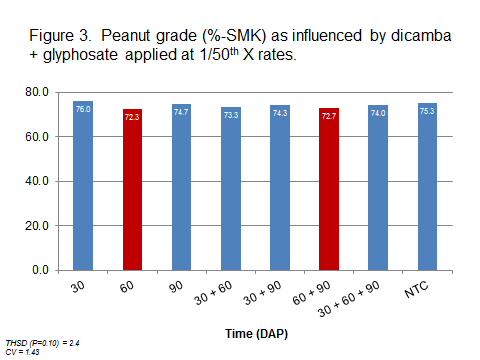 Figure 3. Peanut grade (%-SMK) as influenced by dicamba
+ glyphosate applied at 1/50th X rates.
80.0
60.0
40.0
20.0
0.0
76.0
72.3
74.7
73.3
74.3
72.7
74.0
75.3
30
60
90
30 + 60
30 + 90
60 + 90
30 + 60 + 90
NTC
Time (DAP)
THSD (P=0.10) = 2.4
CV = 1.43